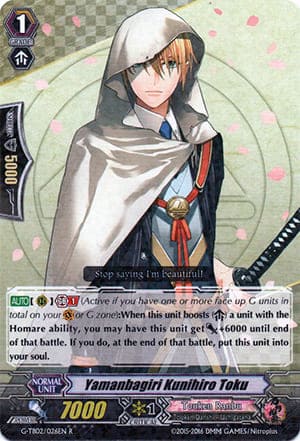 1
GRADE
5000
Stop saying I'm beautiful!
AUTO (Active if you have one or more face up G units in
total on your or G zone):When this unit boosts a unit with the
Homare ability, you may have this unit get +6000 until end
of that battle. If you do, at the end of that battle, put this unit
into your soul.
NORMAL
UNIT
Yamanbagiri Kunihiro Toku
7000
1
Touken Ranbu
G-TB02/026EN R
©2015-2016 DMM GAMES/Nitroplus